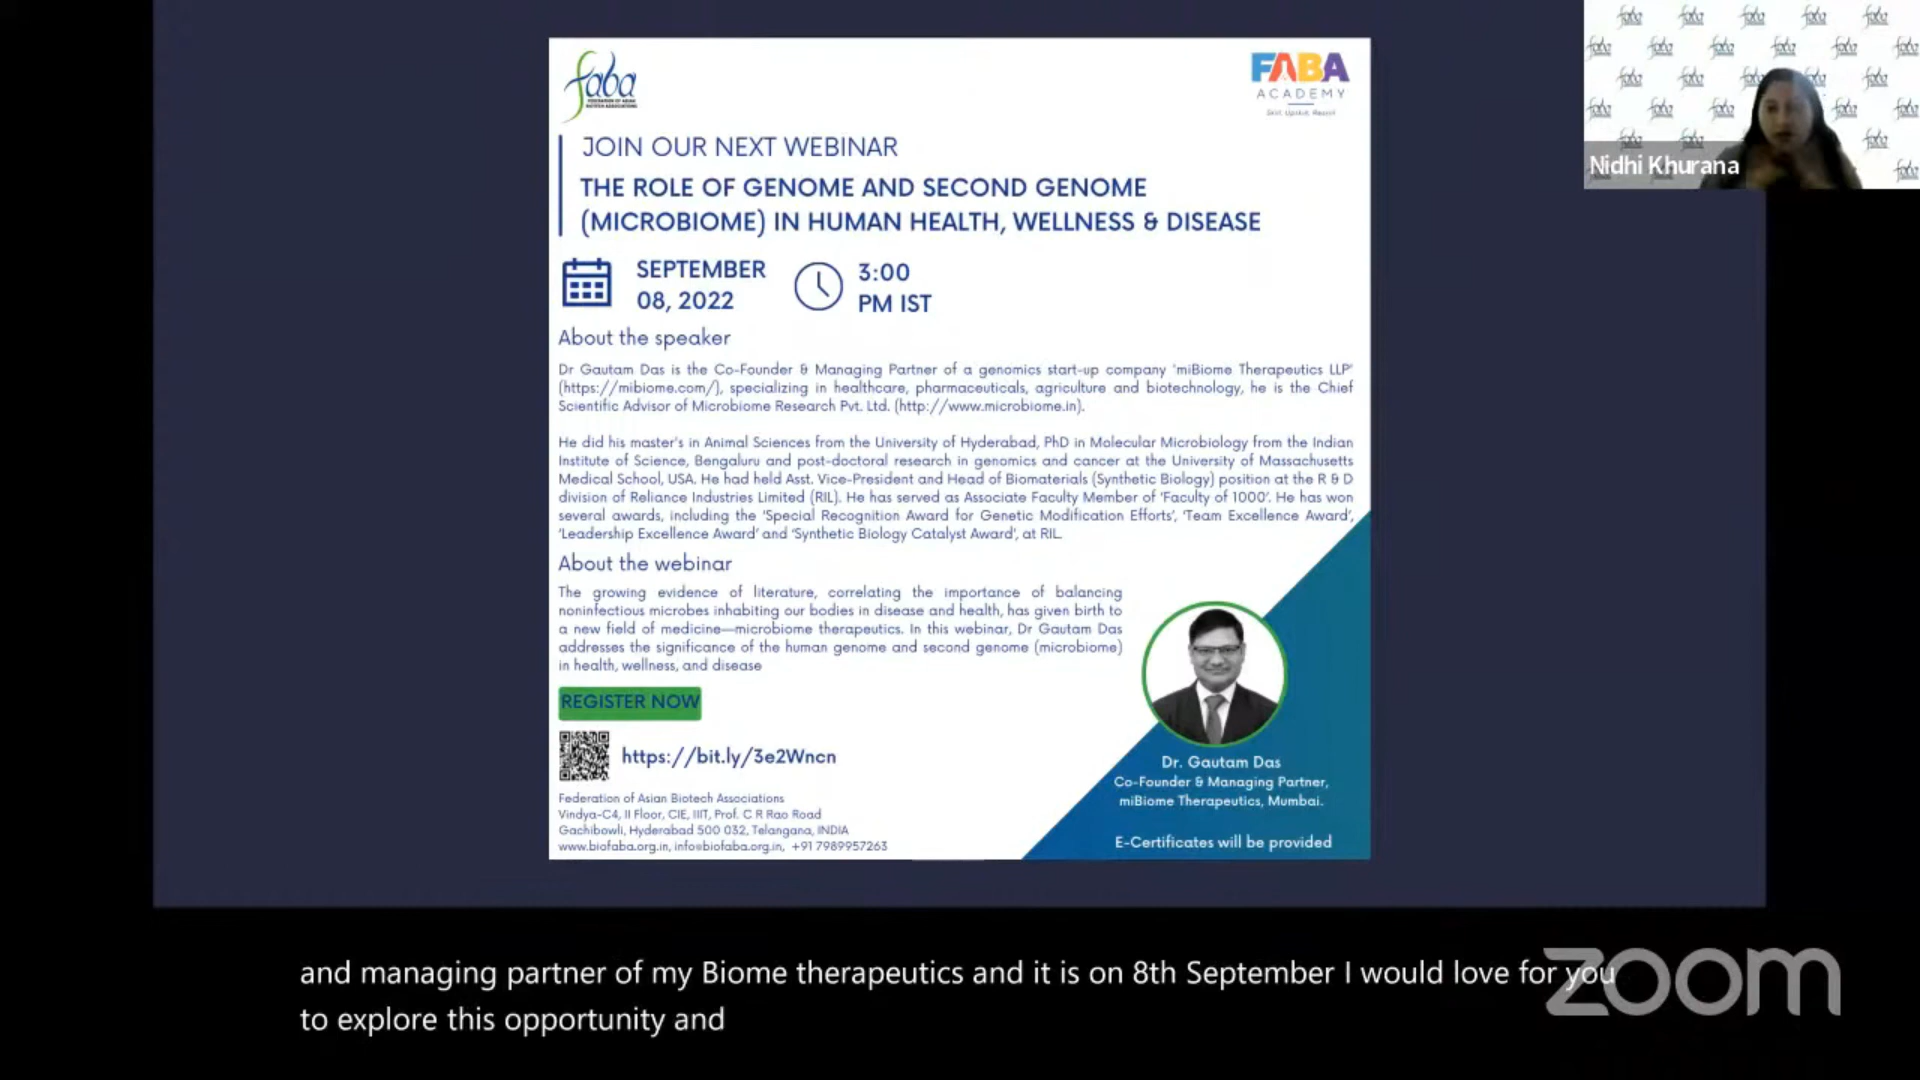 faba
FEDERATION OF ASIAN
BIOTECH ASSOCIATIONS
FABA
ACADEMY
Skill. Upskill. Reskill.
JOIN OUR NEXT WEBINAR
THE ROLE OF GENOME AND SECOND GENOME
(MICROBIOME) IN HUMAN HEALTH, WELLNESS & DISEASE
SEPTEMBER
08, 2022
3:00
PM IST
About the speaker
Dr Gautam Das is the Co-Founder & Managing Partner of a genomics start-up company 'miBiome Therapeutics LLP'
(https://mibiome.com/), specializing in healthcare, pharmaceuticals, agriculture and biotechnology, he is the Chief
Scientific Advisor of Microbiome Research Pvt. Ltd. (http://www.microbiome.in).
He did his master's in Animal Sciences from the University of Hyderabad, PhD in Molecular Microbiology from the Indian
Institute of Science, Bengaluru and post-doctoral research in genomics and cancer at the University of Massachusetts
Medical School, USA. He had held Asst. Vice-President and Head of Biomaterials (Synthetic Biology) position at the R & D
division of Reliance Industries Limited (RIL). He has served as Associate Faculty Member of 'Faculty of 1000'. He has won
several awards, including the 'Special Recognition Award for Genetic Modification Efforts', 'Team Excellence Award',
'Leadership Excellence Award' and 'Synthetic Biology Catalyst Award', at RIL.
About the webinar
The growing evidence of literature, correlating the importance of balancing
noninfectious microbes inhabiting our bodies in disease and health, has given birth to
a new field of medicine—microbiome therapeutics. In this webinar, Dr Gautam Das
addresses the significance of the human genome and second genome (microbiome)
in health, wellness, and disease
REGISTER NOW
https://bit.ly/3e2Wncn
Federation of Asian Biotech Associations
Vindya-C4, II Floor, CIE, IIIT, Prof. C R Rao Road
Gachibowli, Hyderabad 500 032, Telangana, INDIA
www.biofaba.org.in, info@biofaba.org.in, +91 7989957263
Dr. Gautam Das
Co-Founder & Managing Partner,
miBiome Therapeutics, Mumbai.
E-Certificates will be provided
Nidhi Khurana
and managing partner of my Biome therapeutics and it is on 8th September I would love for you
to explore this opportunity and
zoom